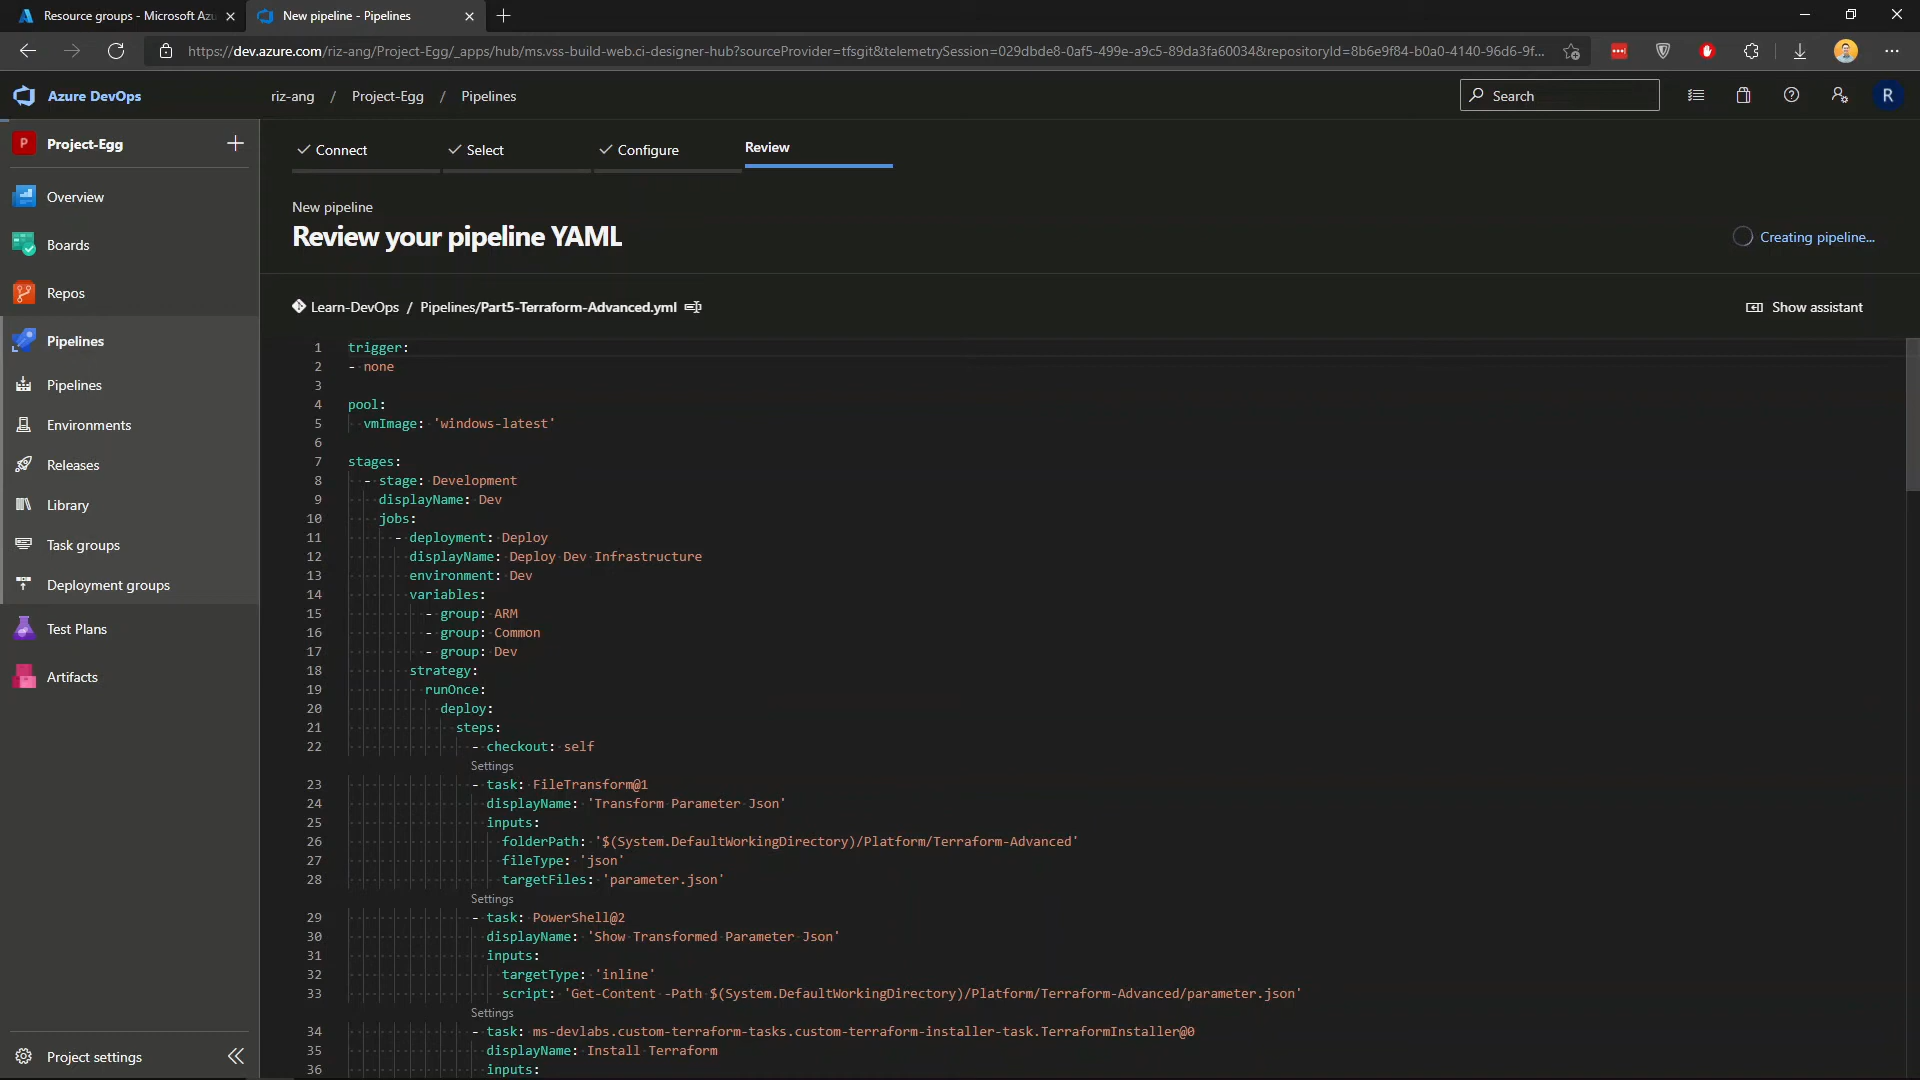 Resource groups - Microsoft Azu
New pipeline - Pipelines
https://dev.azure.com/riz-ang/Project-Egg/_apps/hub/ms.vss-build-web.ci-designer-hub?sourceProvider=tfsgit&telemetrySession=029dbde8-0af5-499e-a9c5-89da3fa60034&repositoryId=8b6e9f84-b0a0-4140-96d6-9f...
Azure DevOps
riz-ang / Project-Egg / Pipelines
Search
R
P Project-Egg
Overview
Boards
Repos
Pipelines
Pipelines
Environments
Releases
Library
Task groups
Deployment groups
Test Plans
Artifacts
Project settings
Connect
Select
Configure
Review
New pipeline
Review your pipeline YAML
Creating pipeline...
Learn-DevOps / Pipelines/Part5-Terraform-Advanced.yml
Show assistant
1 trigger:
2 - none
3
4 pool:
5 vmImage: 'windows-latest'
6
7 stages:
8 - stage: Development
9 displayName: Dev
10 jobs:
11 - deployment: Deploy
12 displayName: Deploy Dev Infrastructure
13 environment: Dev
14 variables:
15 - group: ARM
16 - group: Common
17 - group: Dev
18 strategy:
19 runOnce:
20 deploy:
21 steps:
22 - checkout: self
Settings
23 - task: FileTransform@1
24 displayName: 'Transform Parameter Json'
25 inputs:
26 folderPath: '$(System.DefaultWorkingDirectory)/Platform/Terraform-Advanced'
27 fileType: 'json'
28 targetFiles: 'parameter.json'
Settings
29 - task: PowerShell@2
30 displayName: 'Show Transformed Parameter Json'
31 inputs:
32 targetType: 'inline'
33 script: 'Get-Content -Path $(System.DefaultWorkingDirectory)/Platform/Terraform-Advanced/parameter.json'
Settings
34 - task: ms-devlabs.custom-terraform-tasks.custom-terraform-installer-task.TerraformInstaller@0
35 displayName: Install Terraform
36 inputs: